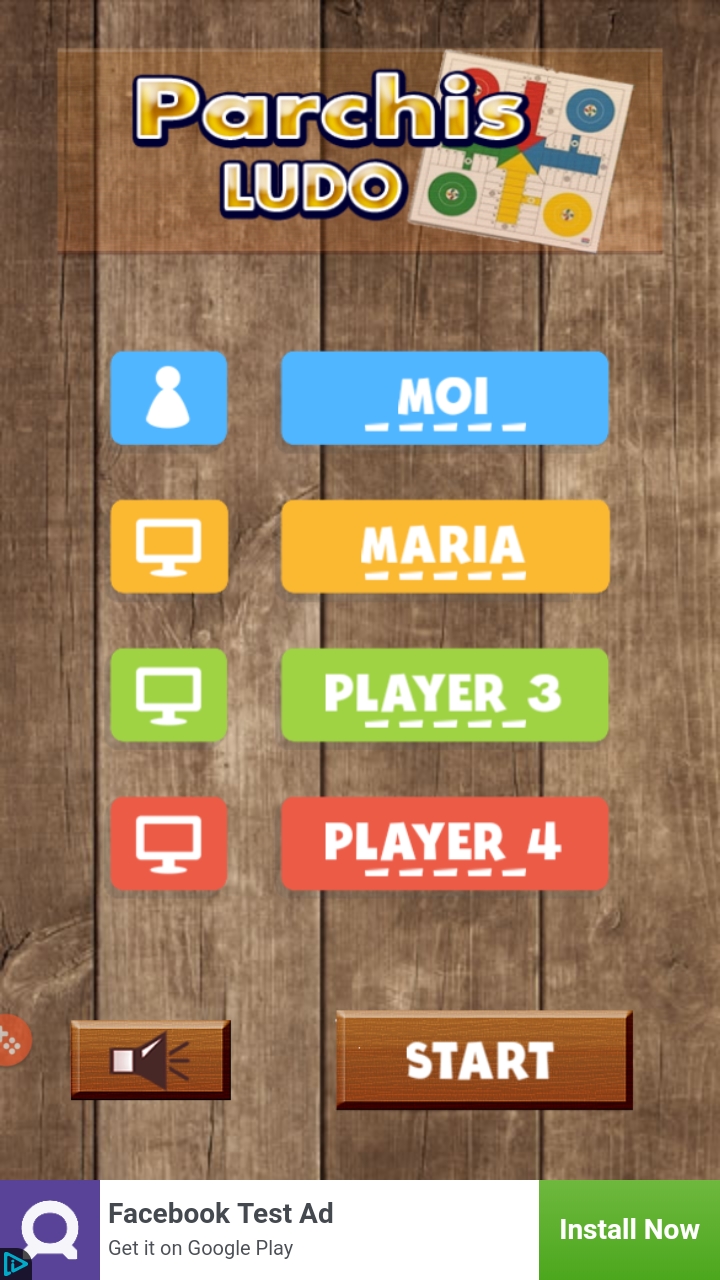 Parchis
LUDO
MOI
MARIA
PLAYER 3
PLAYER 4
START
Facebook Test Ad
Get it on Google Play
Install Now